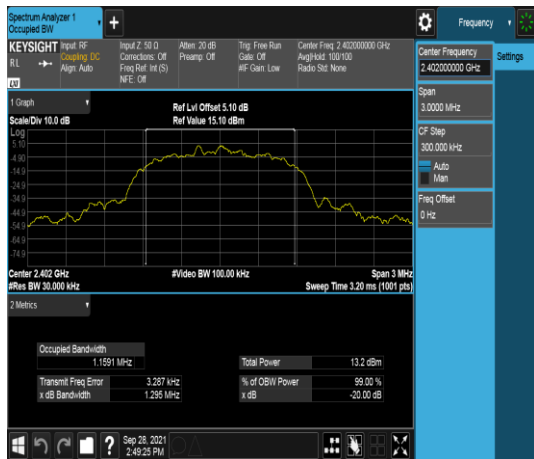 Spectrum Analyzer 1
Occupied BW
Frequency
KEYSIGHT
RL
LXI
Input: RF
Coupling: DC
Align: Auto
Input Z: 50 Ω
Corrections: Off
Freq Ref: Int (S)
NFE: Off
Atten: 20 dB
Preamp: Off
Trig: Free Run
Gate: Off
#IF Gain: Low
Center Freq: 2.402000000 GHz
Avg|Hold: 100/100
Radio Std: None
Center Frequency
2.402000000 GHz
Settings
Span
3.0000 MHz
CF Step
300.000 kHz
Auto
Man
Freq Offset
0 Hz
1 Graph
Scale/Div 10.0 dB
Ref Lvl Offset 5.10 dB
Ref Value 15.10 dBm
Log
5.10
-4.90
-14.9
-24.9
-34.9
-44.9
-54.9
-64.9
-74.9
Center 2.402 GHz
#Video BW 100.00 kHz
Span 3 MHz
#Res BW 30.000 kHz
Sweep Time 3.20 ms (1001 pts)
2 Metrics
Occupied Bandwidth
1.1591 MHz
Total Power 13.2 dBm
Transmit Freq Error 3.287 kHz
% of OBW Power 99.00 %
x dB Bandwidth 1.295 MHz
x dB -20.00 dB
?
Sep 28, 2021
2:49:25 PM